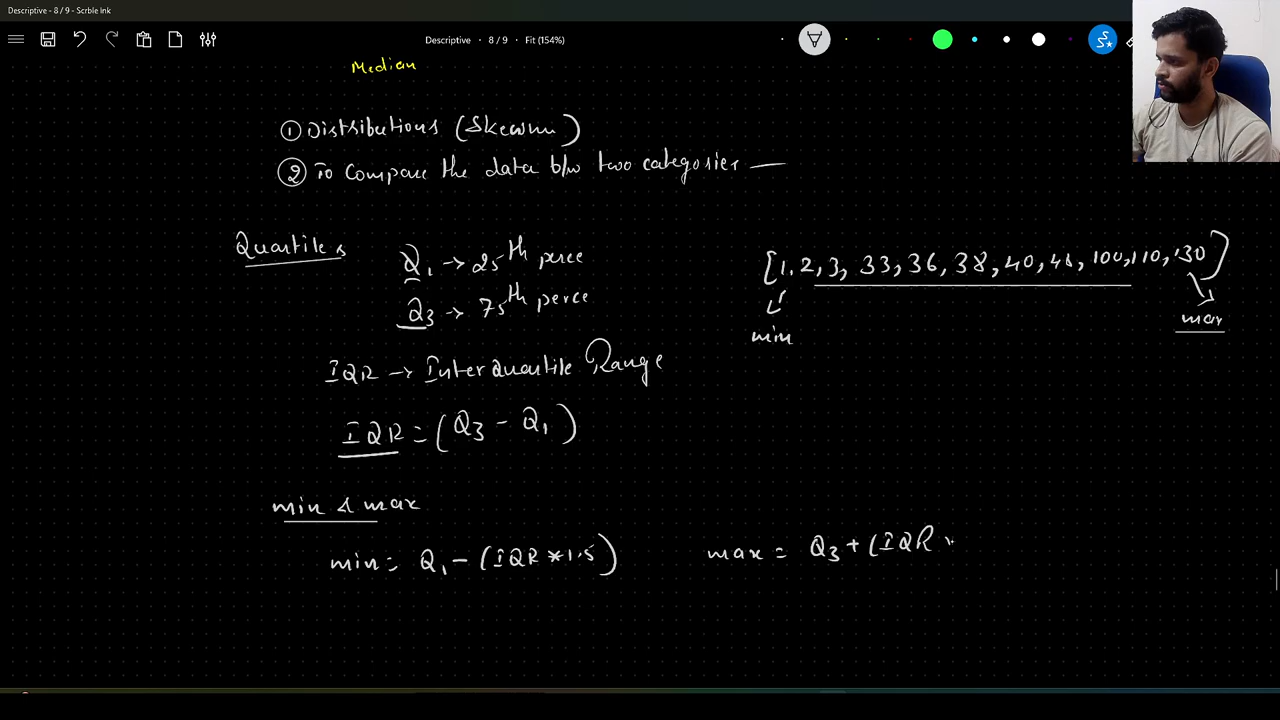 Descriptive - 8 / 9 - Scrble Ink
Descriptive • 8 / 9 • Fit (154%)
Median
① Distributions (Skewnn)
② To Compare the data b/w two categories —
Quartiles
Q1 → 25th perce
Q3 → 75th perce
[1, 2, 3, 33, 36, 38, 40, 48, 100, 110, 130]
min
max
IQR → InterQuartile Range
IQR = (Q3 - Q1)
min & max
min = Q1 - (IQR * 1.5)
max = Q3 + (IQR